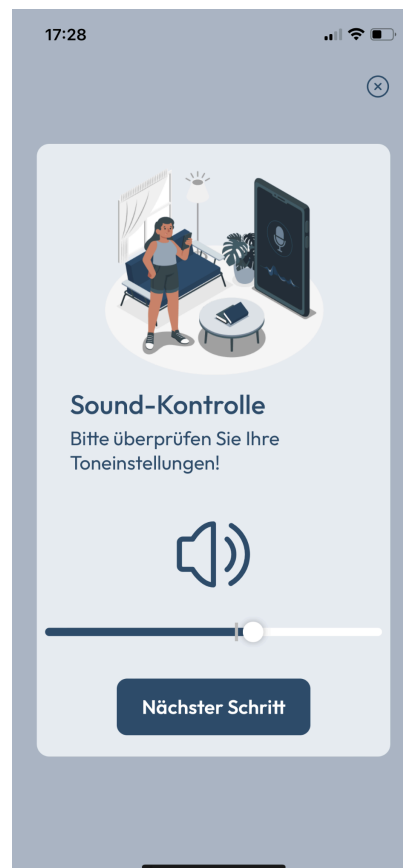 17:28
Sound-Kontrolle
Bitte überprüfen Sie Ihre
Toneinstellungen!
Nächster Schritt